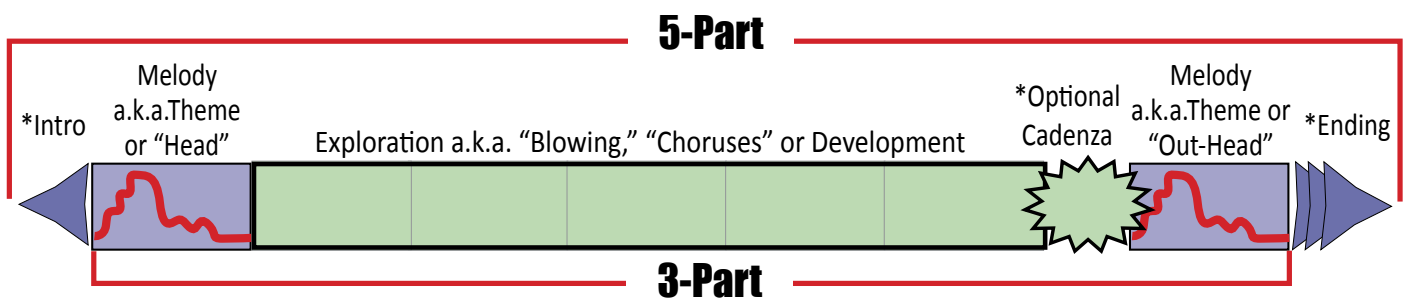 5-Part
*Intro
Melody
a.k.a.Theme
or “Head”
Exploration a.k.a. “Blowing,” “Choruses” or Development
*Optional
Cadenza
Melody
a.k.a.Theme or
“Out-Head”
*Ending
3-Part